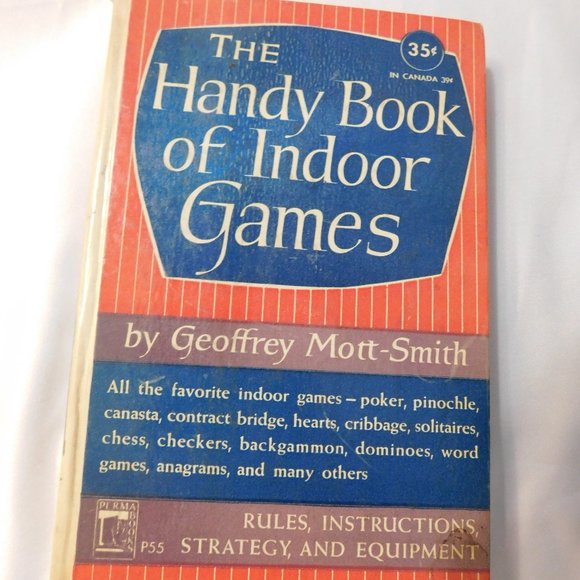 THE
35¢
IN CANADA 39¢
Handy Book
of Indoor
Games
by Geoffrey Mott-Smith
All the favorite indoor games—poker, pinochle,
canasta, contract bridge, hearts, cribbage, solitaires,
chess, checkers, backgammon, dominoes, word
games, anagrams, and many others
PERMA
BOOKS
P55
RULES, INSTRUCTIONS,
STRATEGY, AND EQUIPMENT